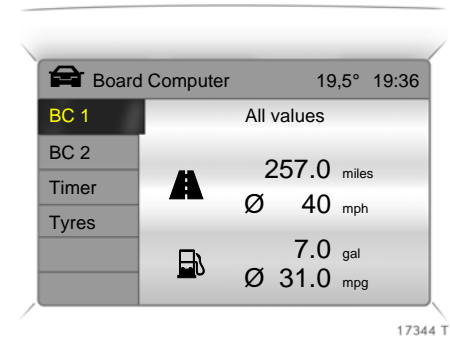 Board Computer 19,5° 19:36
BC 1
All values
BC 2
Timer
Tyres
257.0 miles
Ø 40 mph
7.0 gal
Ø 31.0 mpg
17344 T